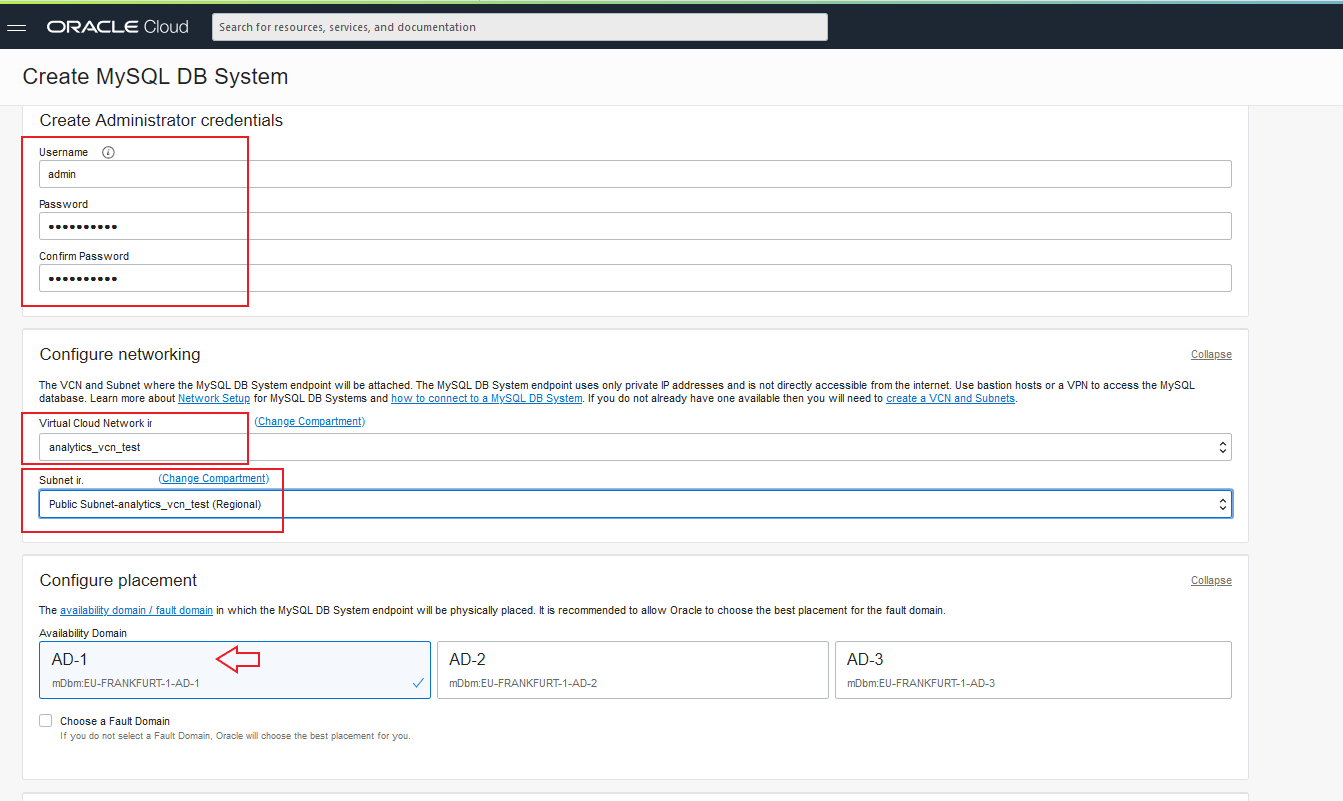 ORACLE Cloud
Search for resources, services, and documentation
Create MySQL DB System
Create Administrator credentials
Username
admin
Password
••••••••••
Confirm Password
••••••••••
Configure networking
Collapse
The VCN and Subnet where the MySQL DB System endpoint will be attached. The MySQL DB System endpoint uses only private IP addresses and is not directly accessible from the internet. Use bastion hosts or a VPN to access the MySQL
database. Learn more about Network Setup for MySQL DB Systems and how to connect to a MySQL DB System. If you do not already have one available then you will need to create a VCN and Subnets.
Virtual Cloud Network in (Change Compartment)
analytics_vcn_test
Subnet in (Change Compartment)
Public Subnet-analytics_vcn_test (Regional)
Configure placement
Collapse
The availability domain / fault domain in which the MySQL DB System endpoint will be physically placed. It is recommended to allow Oracle to choose the best placement for the fault domain.
Availability Domain
AD-1
mDbm:EU-FRANKFURT-1-AD-1
AD-2
mDbm:EU-FRANKFURT-1-AD-2
AD-3
mDbm:EU-FRANKFURT-1-AD-3
Choose a Fault Domain
If you do not select a Fault Domain, Oracle will choose the best placement for you.